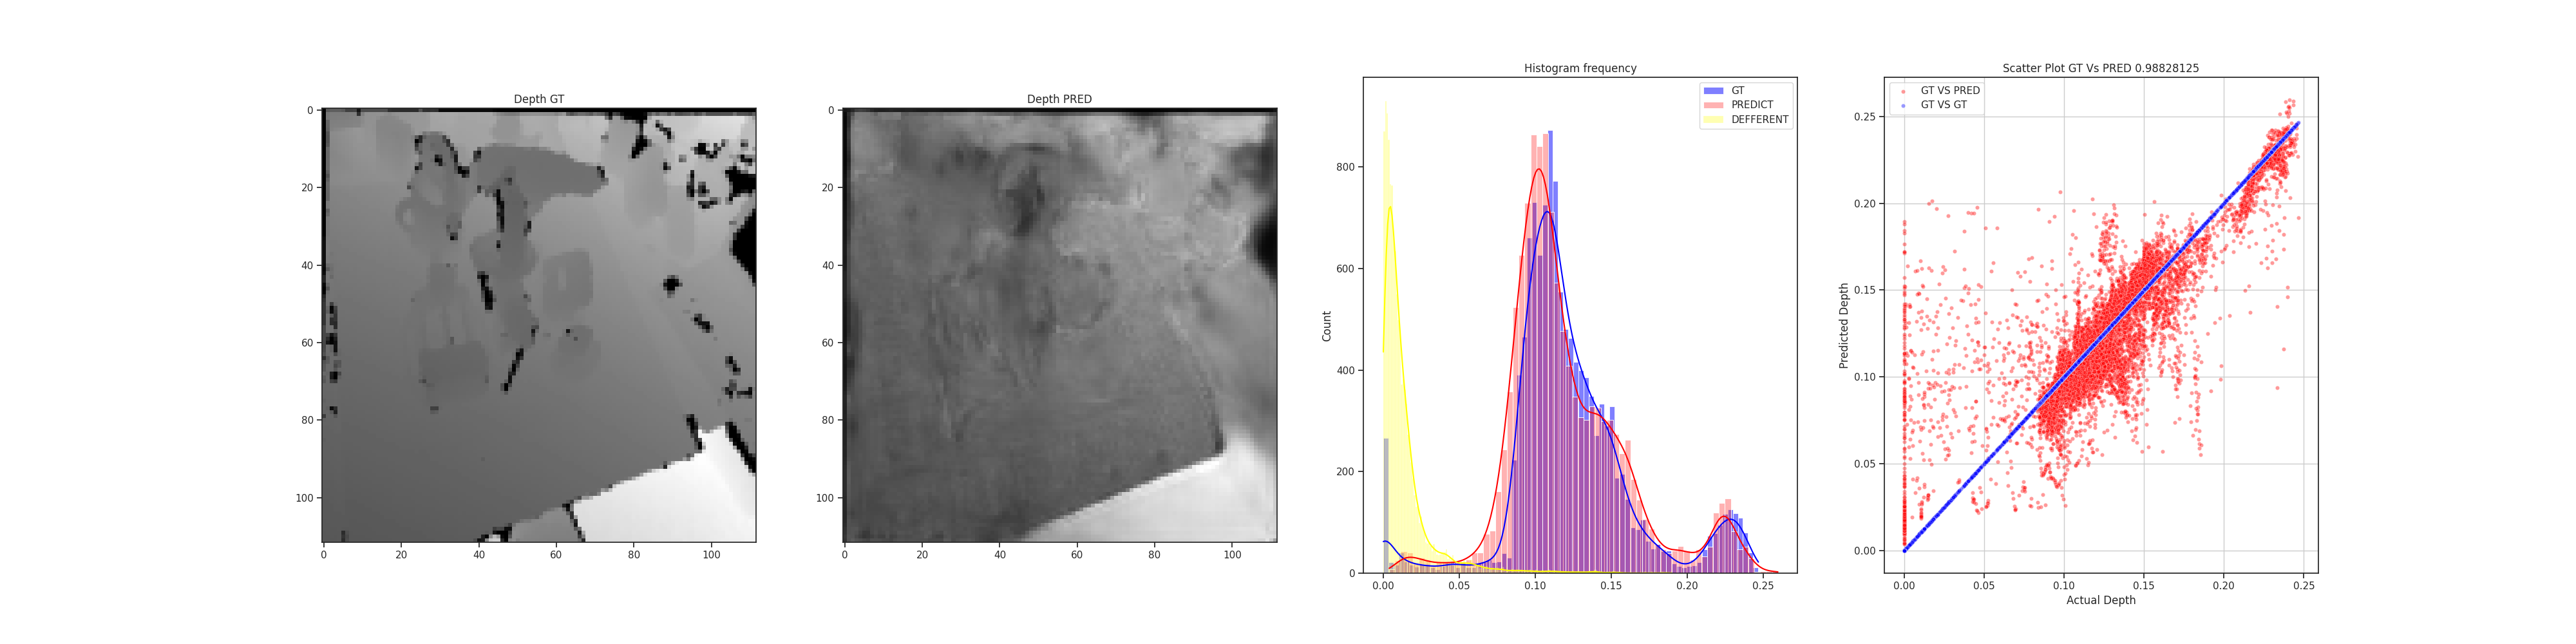 Depth GT
0
20
40
60
80
100
0 20 40 60 80 100
Depth PRED
0
20
40
60
80
100
0 20 40 60 80 100
Histogram frequency
GT
PREDICT
DEFFERENT
Count
800
600
400
200
0
0.00 0.05 0.10 0.15 0.20 0.25
Scatter Plot GT Vs PRED 0.98828125
GT VS PRED
GT VS GT
Predicted Depth
0.25
0.20
0.15
0.10
0.05
0.00
0.00 0.05 0.10 0.15 0.20 0.25
Actual Depth